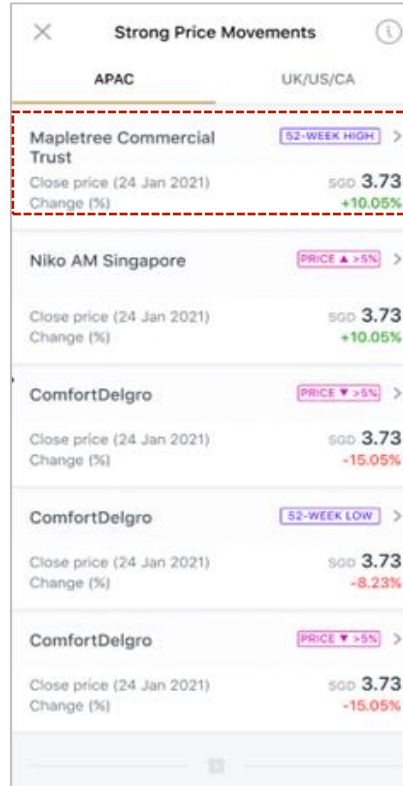 Strong Price Movements
APAC UK/US/CA
Mapletree Commercial 52-WEEK HIGH
Trust
Close price (24 Jan 2021) SGD 3.73
Change (%) +10.05%
Niko AM Singapore PRICE ▲ >5%
Close price (24 Jan 2021) SGD 3.73
Change (%) +10.05%
ComfortDelgro PRICE ▼ >5%
Close price (24 Jan 2021) SGD 3.73
Change (%) -15.05%
ComfortDelgro 52-WEEK LOW
Close price (24 Jan 2021) SGD 3.73
Change (%) -8.23%
ComfortDelgro PRICE ▼ >5%
Close price (24 Jan 2021) SGD 3.73
Change (%) -15.05%